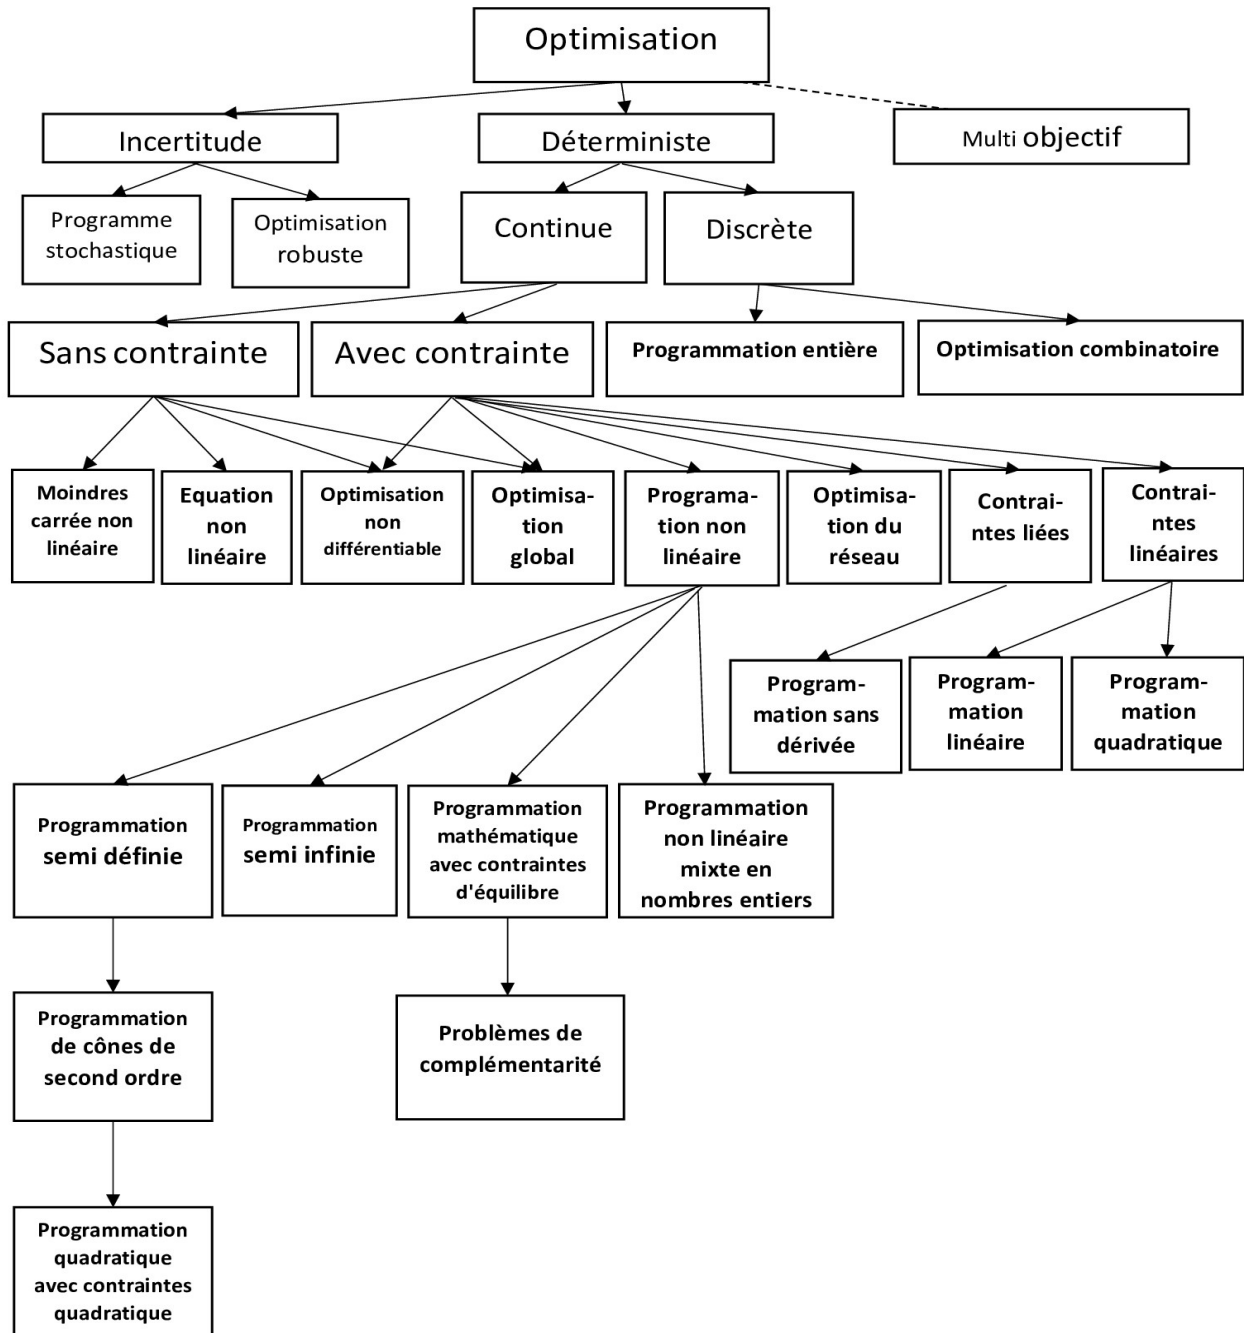 Optimisation
Incertitude
Déterministe
Multi objectif
Programme
stochastique
Optimisation
robuste
Continue
Discrète
Sans contrainte
Avec contrainte
Programmation entière
Optimisation combinatoire
Moindres
carrée non
linéaire
Equation
non
linéaire
Optimisation
non
différentiable
Optimisa-
tion
global
Programa-
tion non
linéaire
Optimisa-
tion du
réseau
Contrai-
ntes liées
Contrai-
ntes
linéaires
Program-
mation sans
dérivée
Program-
mation
linéaire
Program-
mation
quadratique
Programmation
semi définie
Programmation
semi infinie
Programmation
mathématique
avec contraintes
d'équilibre
Programmation
non linéaire
mixte en
nombres entiers
Programmation
de cônes de
second ordre
Problèmes de
complémentarité
Programmation
quadratique
avec contraintes
quadratique